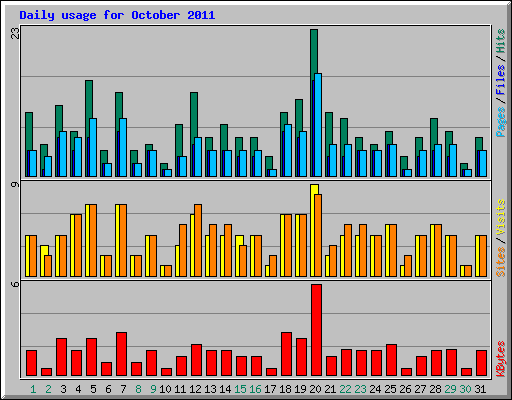 Daily usage for October 2011
23
Pages / Files / Hits
9
Sites / Visits
6
KBytes
1 2 3 4 5 6 7 8 9 10 11 12 13 14 15 16 17 18 19 20 21 22 23 24 25 26 27 28 29 30 31